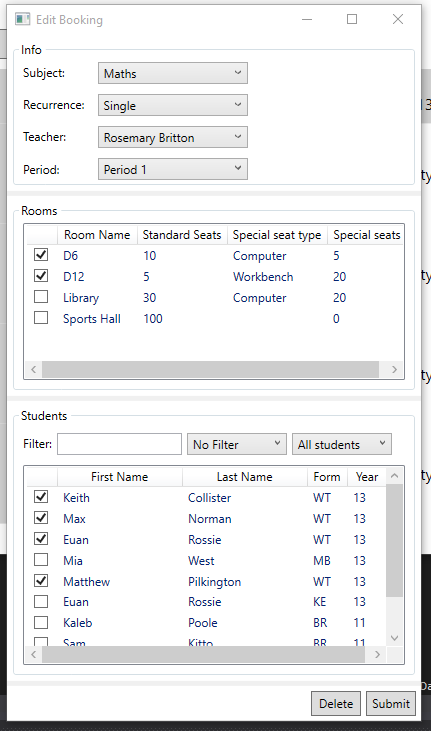 Edit Booking
Info
Subject: Maths
Recurrence: Single
Teacher: Rosemary Britton
Period: Period 1
Rooms
Room Name Standard Seats Special seat type Special seats
D6 10 Computer 5
D12 5 Workbench 20
Library 30 Computer 20
Sports Hall 100 0
Students
Filter: No Filter All students
First Name Last Name Form Year
Keith Collister WT 13
Max Norman WT 13
Euan Rossie WT 13
Mia West MB 13
Matthew Pilkington WT 13
Euan Rossie KE 13
Kaleb Poole BR 11
Sam Kitto BR 11
Delete Submit